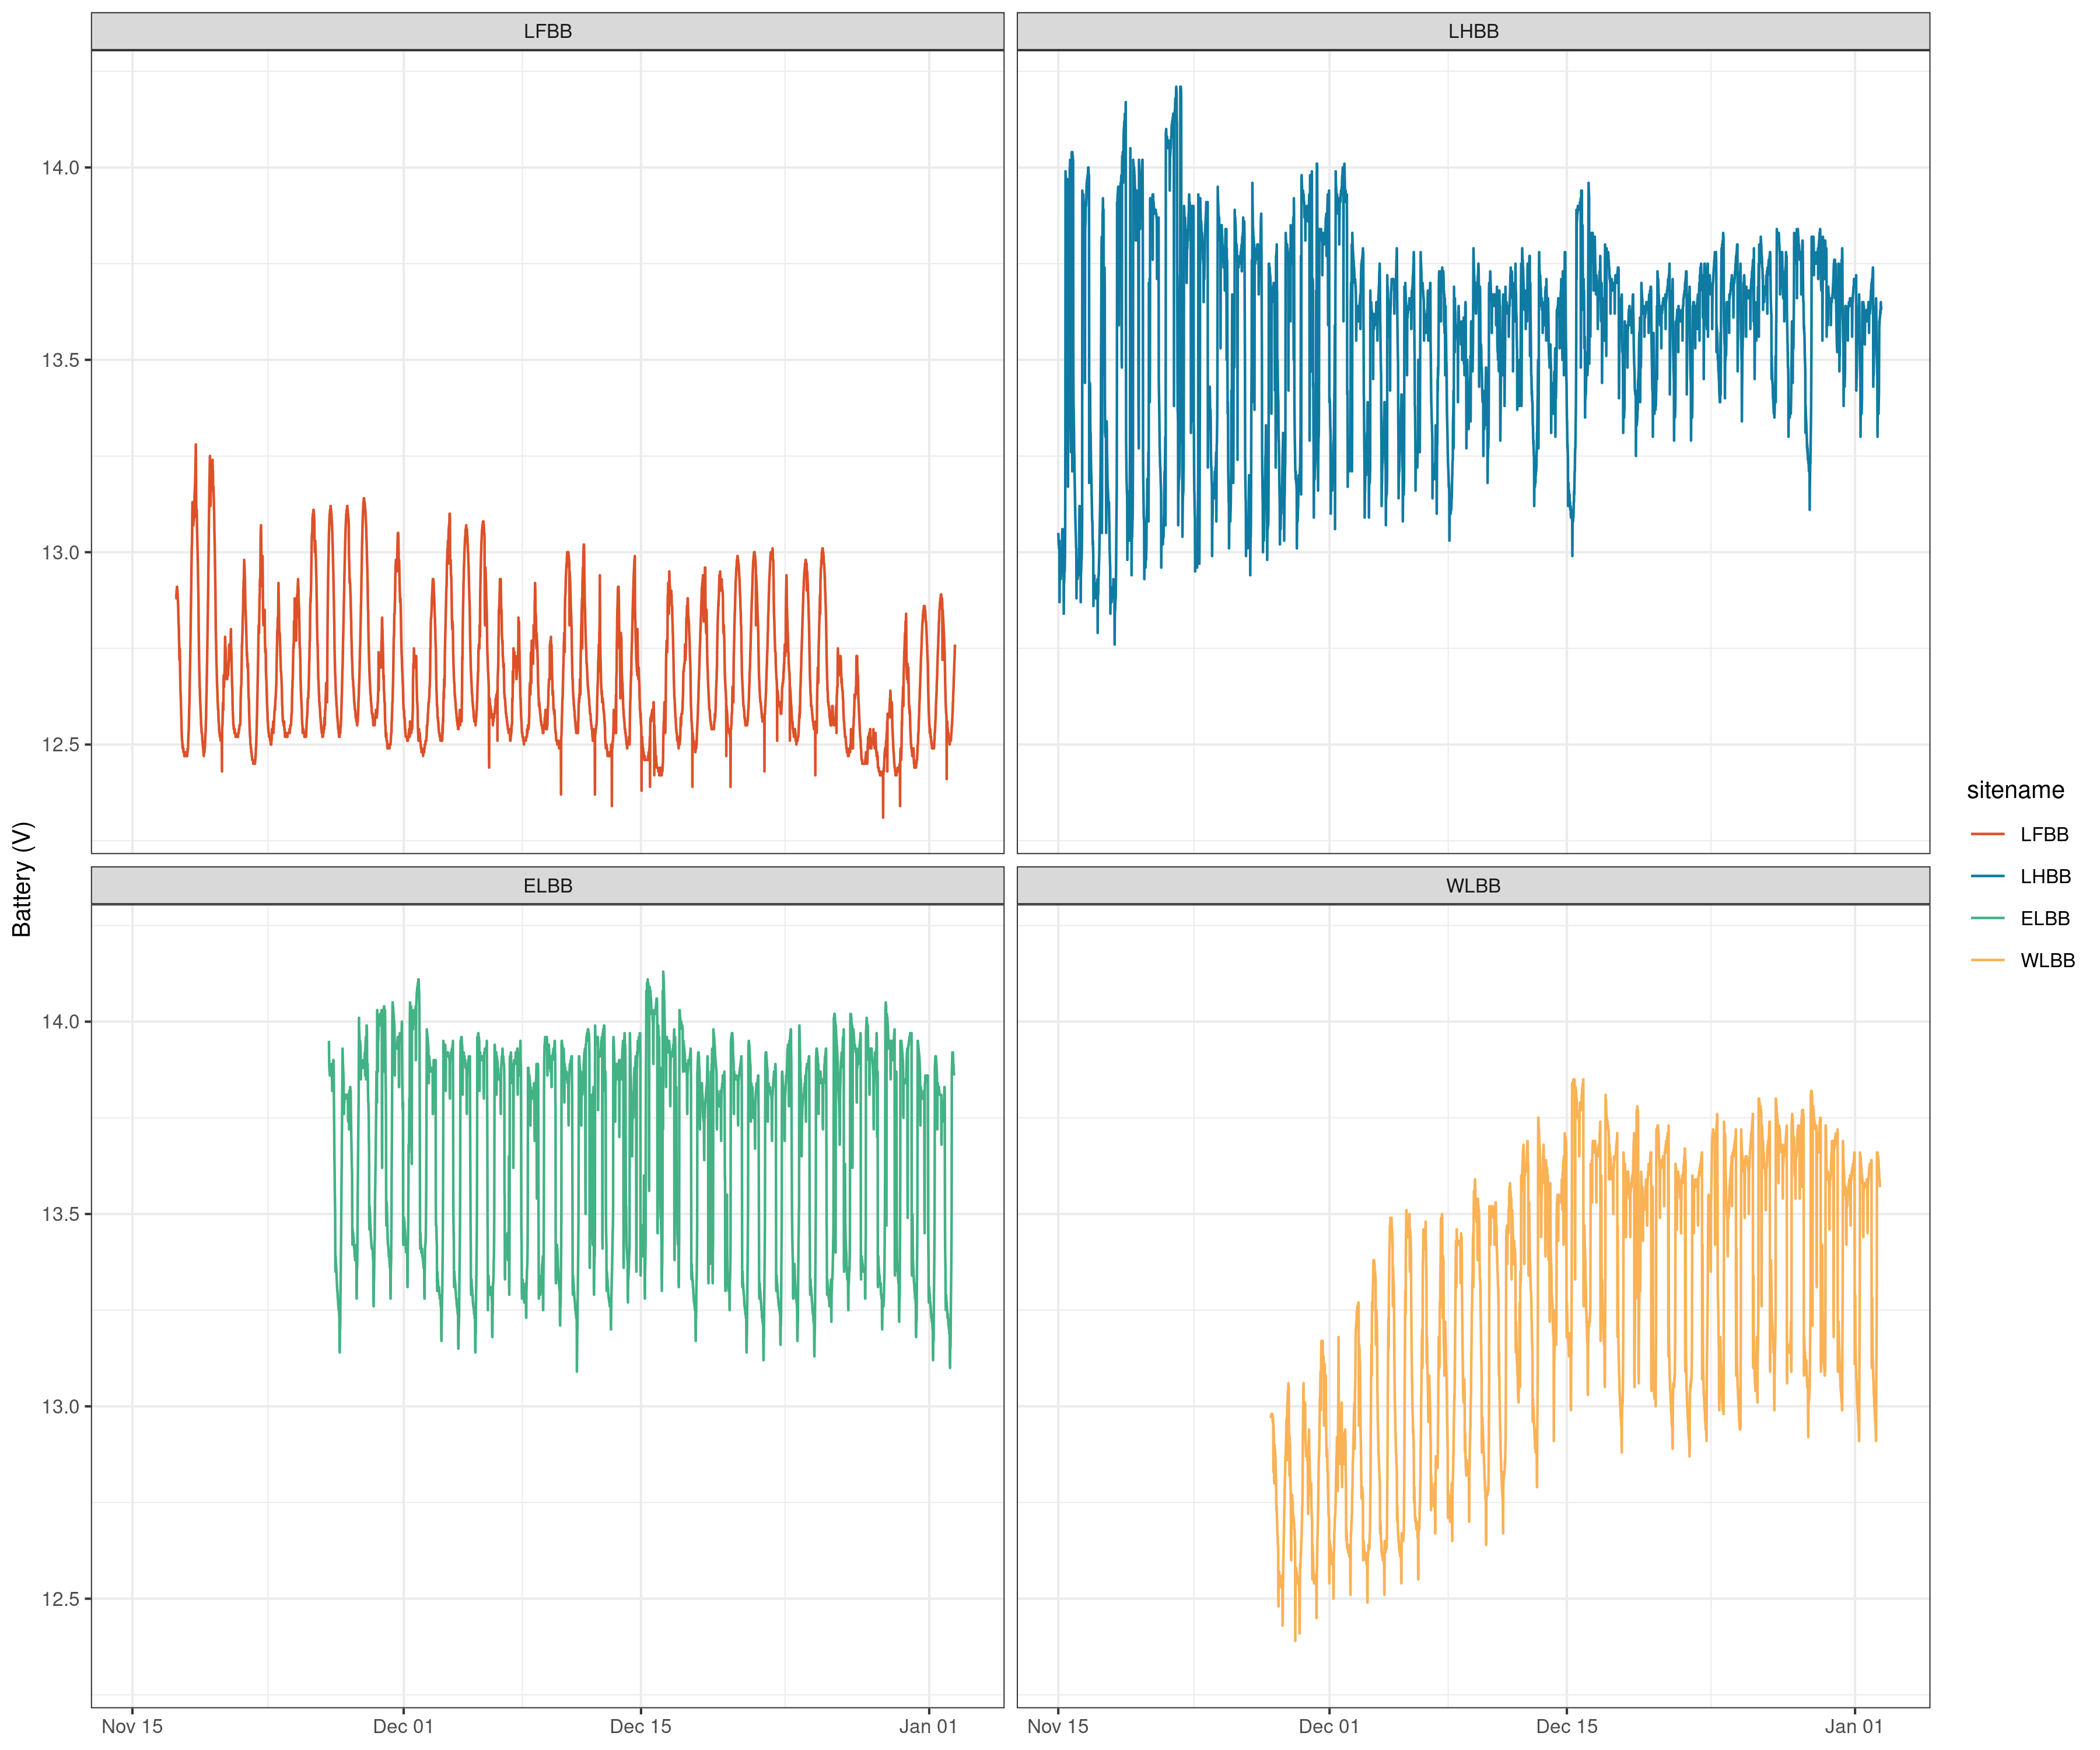 LFBB
LHBB
14.0
13.5
13.0
12.5
ELBB
WLBB
14.0
13.5
13.0
12.5
Nov 15
Dec 01
Dec 15
Jan 01
Nov 15
Dec 01
Dec 15
Jan 01
Battery (V)
sitename
LFBB
LHBB
ELBB
WLBB